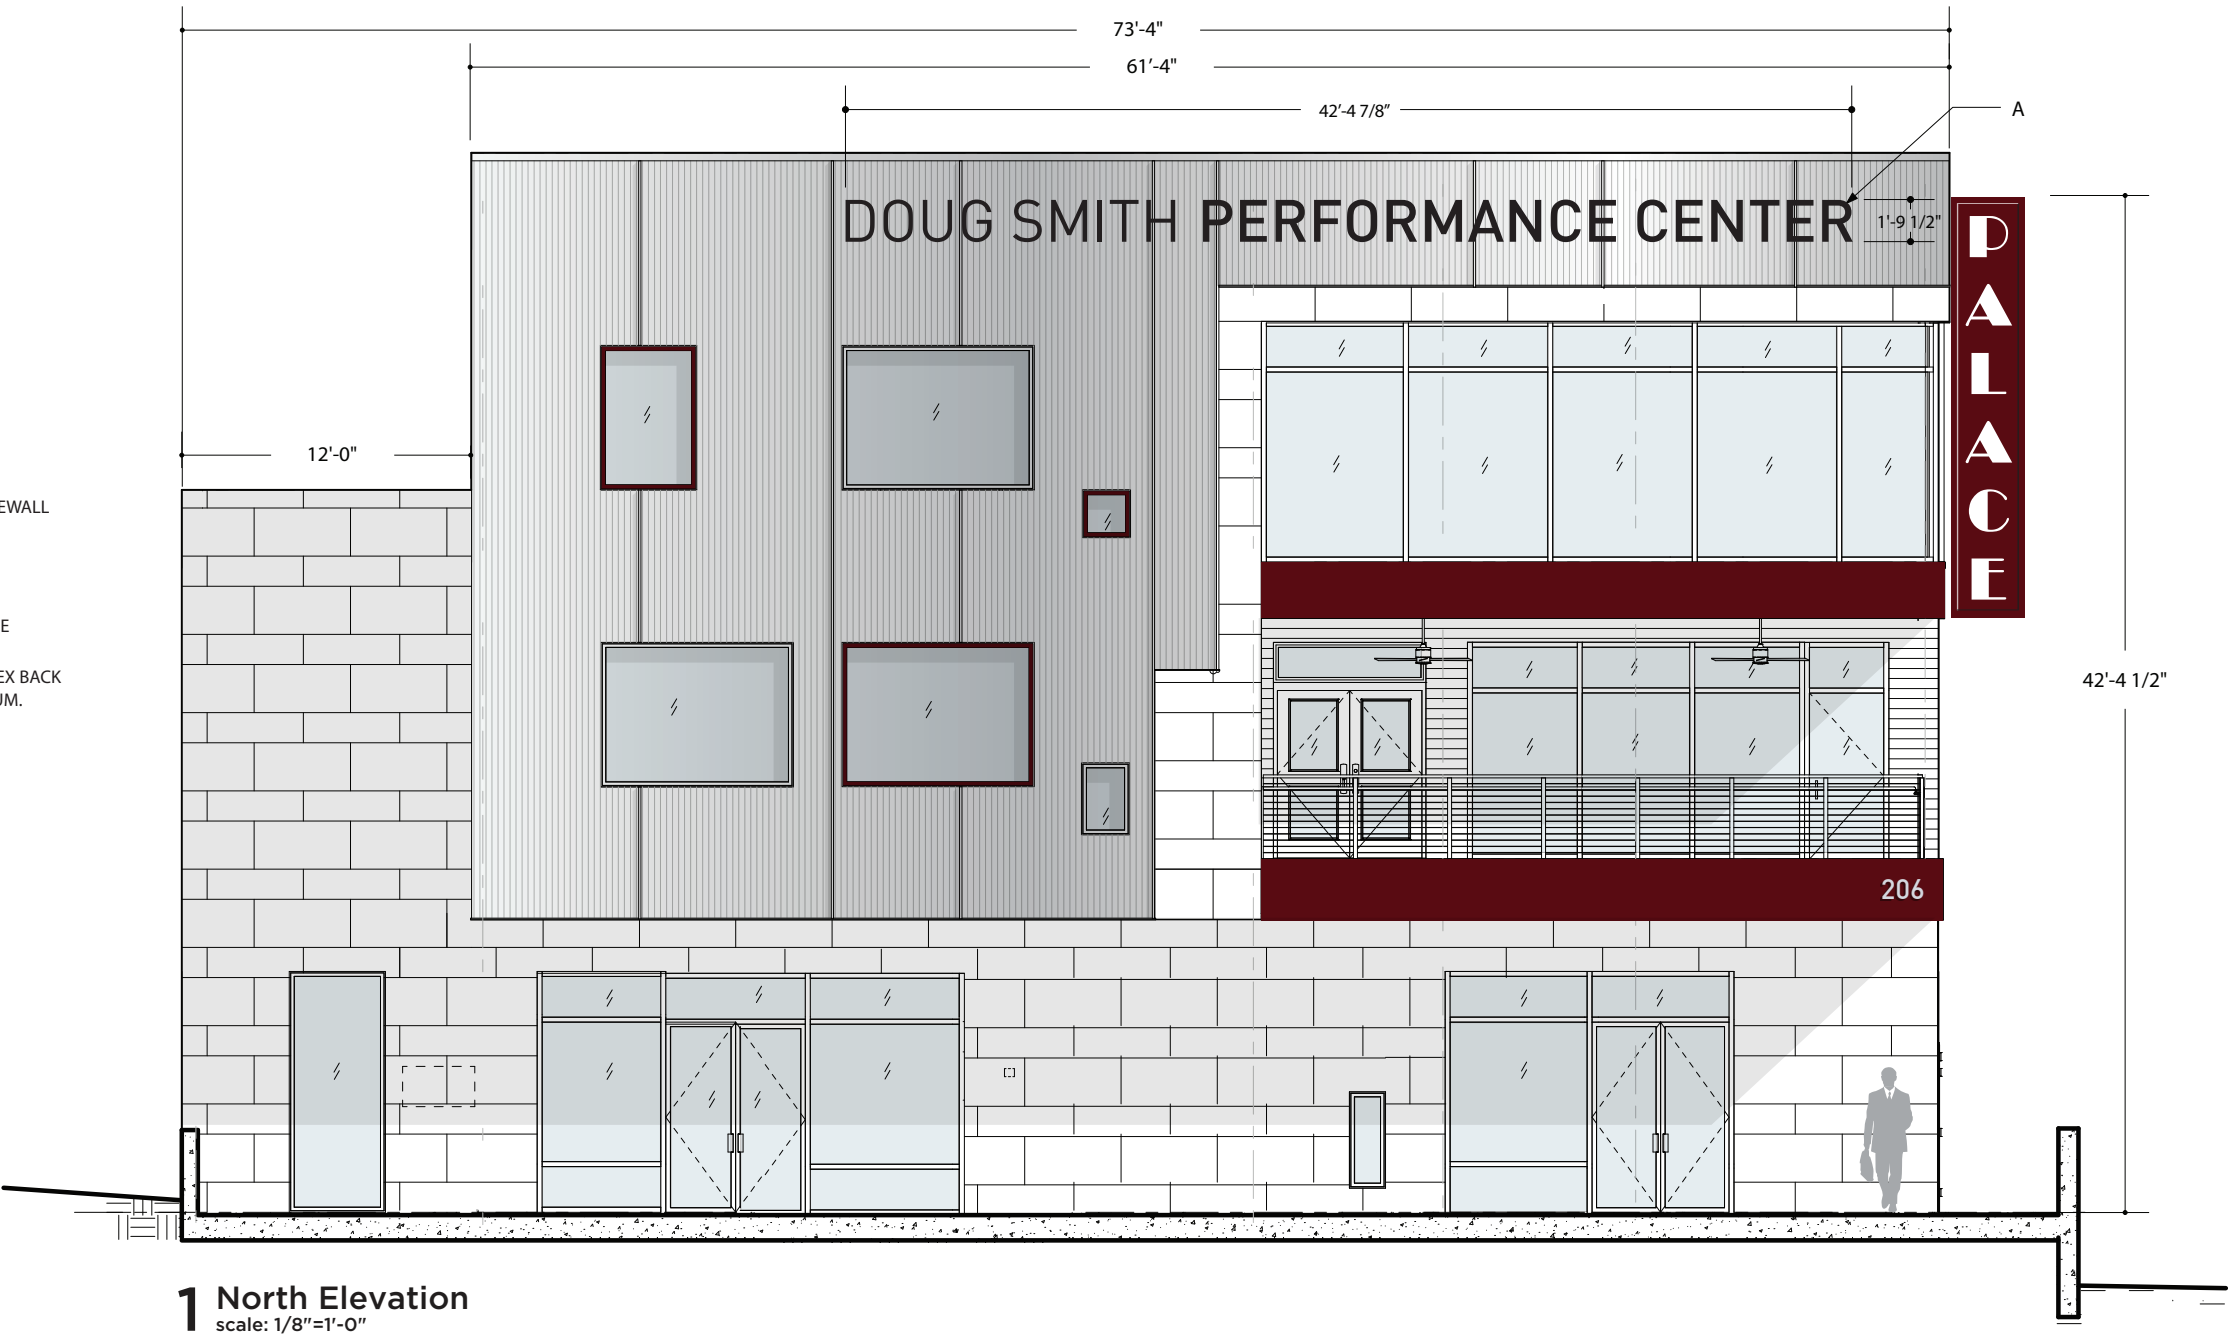 73'-4"
61'-4"
42'-4 7/8"
A
DOUG SMITH PERFORMANCE CENTER
1'-9 1/2"
PALACE
12'-0"
EWALL
E
EX BACK
UM.
42'-4 1/2"
206
1 North Elevation
scale: 1/8"=1'-0"